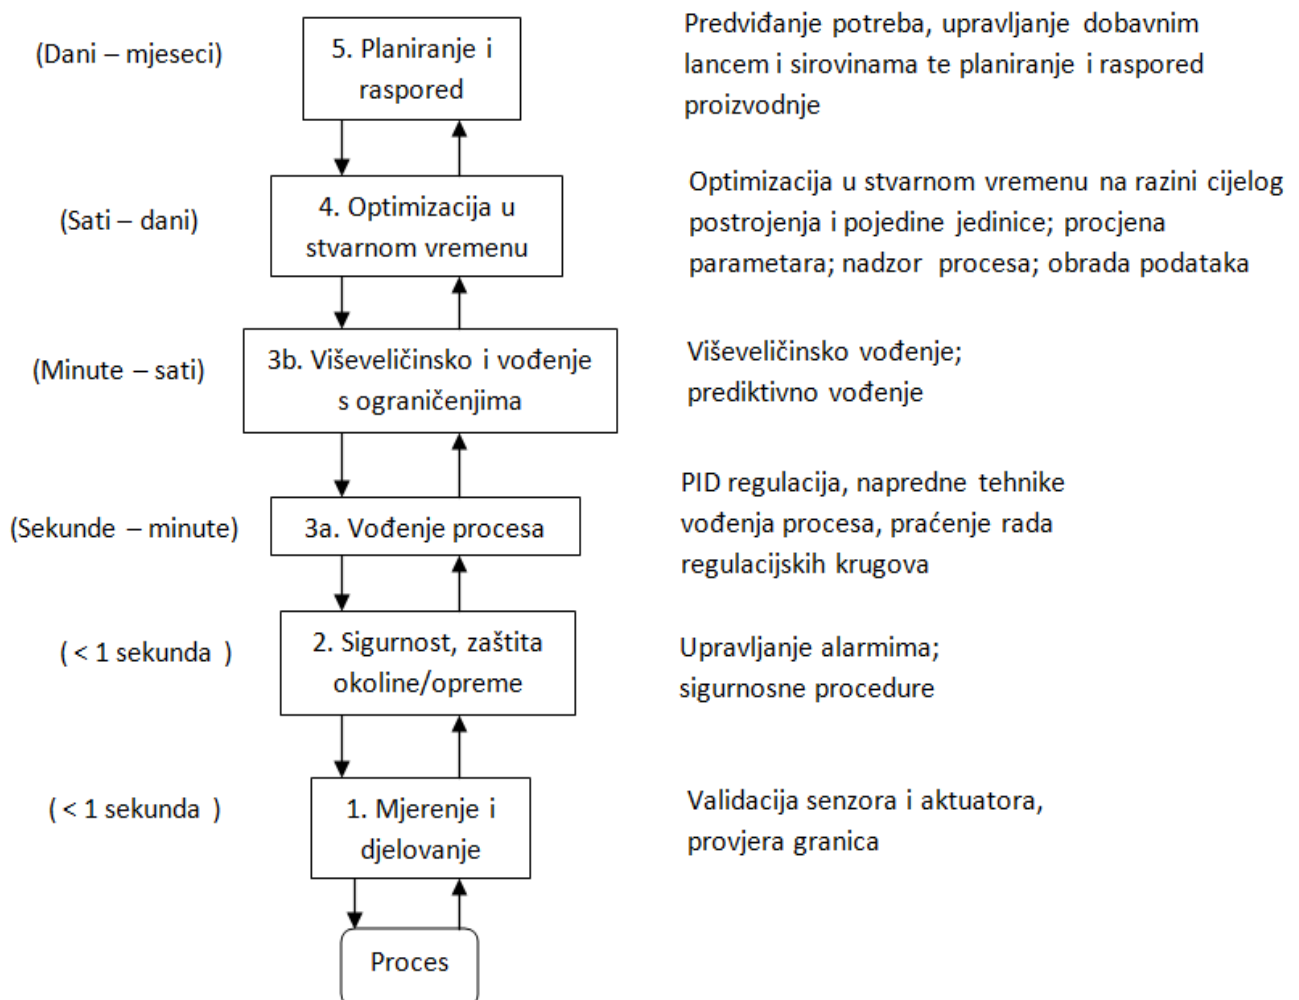 (Dani – mjeseci)
5. Planiranje i
raspored
Predviđanje potreba, upravljanje dobavnim
lancem i sirovinama te planiranje i raspored
proizvodnje
(Sati – dani)
4. Optimizacija u
stvarnom vremenu
Optimizacija u stvarnom vremenu na razini cijelog
postrojenja i pojedine jedinice; procjena
parametara; nadzor procesa; obrada podataka
(Minute – sati)
3b. Viševeličinsko i vođenje
s ograničenjima
Viševeličinsko vođenje;
prediktivno vođenje
(Sekunde – minute)
3a. Vođenje procesa
PID regulacija, napredne tehnike
vođenja procesa, praćenje rada
regulacijskih krugova
( < 1 sekunda )
2. Sigurnost, zaštita
okoline/opreme
Upravljanje alarmima;
sigurnosne procedure
( < 1 sekunda )
1. Mjerenje i
djelovanje
Validacija senzora i aktuatora,
provjera granica
Proces